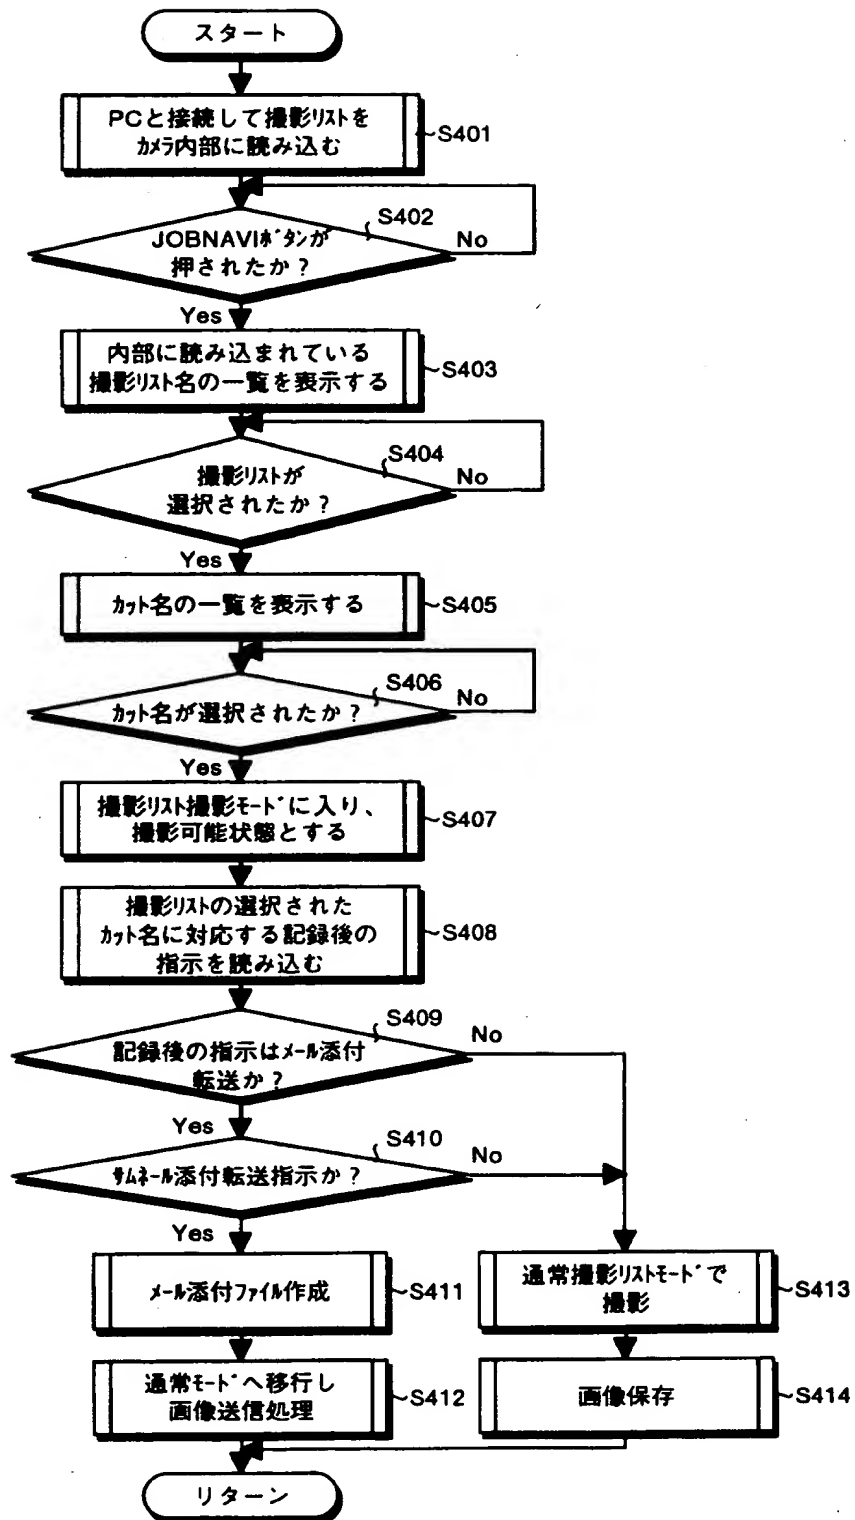 スタート
PCと接続して撮影ﾘｽﾄを
ｶﾒﾗ内部に読み込む
S401
S402
JOBNAVIﾎﾞﾀﾝが
押されたか？
No
Yes
内部に読み込まれている
撮影ﾘｽﾄ名の一覧を表示する
S403
S404
撮影ﾘｽﾄが
選択されたか？
No
Yes
ｶｯﾄ名の一覧を表示する
S405
S406
ｶｯﾄ名が選択されたか？
No
Yes
撮影ﾘｽﾄ撮影ﾓｰﾄﾞに入り、
撮影可能状態とする
S407
撮影ﾘｽﾄの選択された
ｶｯﾄ名に対応する記録後の
指示を読み込む
S408
S409
記録後の指示はﾒｰﾙ添付
転送か？
No
Yes
S410
ｻﾑﾈｰﾙ添付転送指示か？
No
Yes
ﾒｰﾙ添付ﾌｧｲﾙ作成
S411
通常撮影ﾘｽﾄﾓｰﾄﾞで
撮影
S413
通常ﾓｰﾄﾞへ移行し
画像送信処理
S412
画像保存
S414
リターン